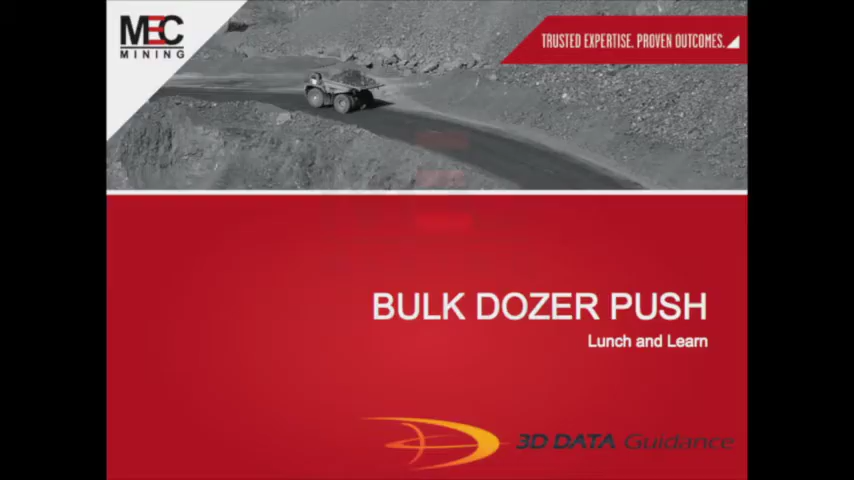 MEC
MINING
TRUSTED EXPERTISE. PROVEN OUTCOMES.
BULK DOZER PUSH
Lunch and Learn
3D DATA Guidance